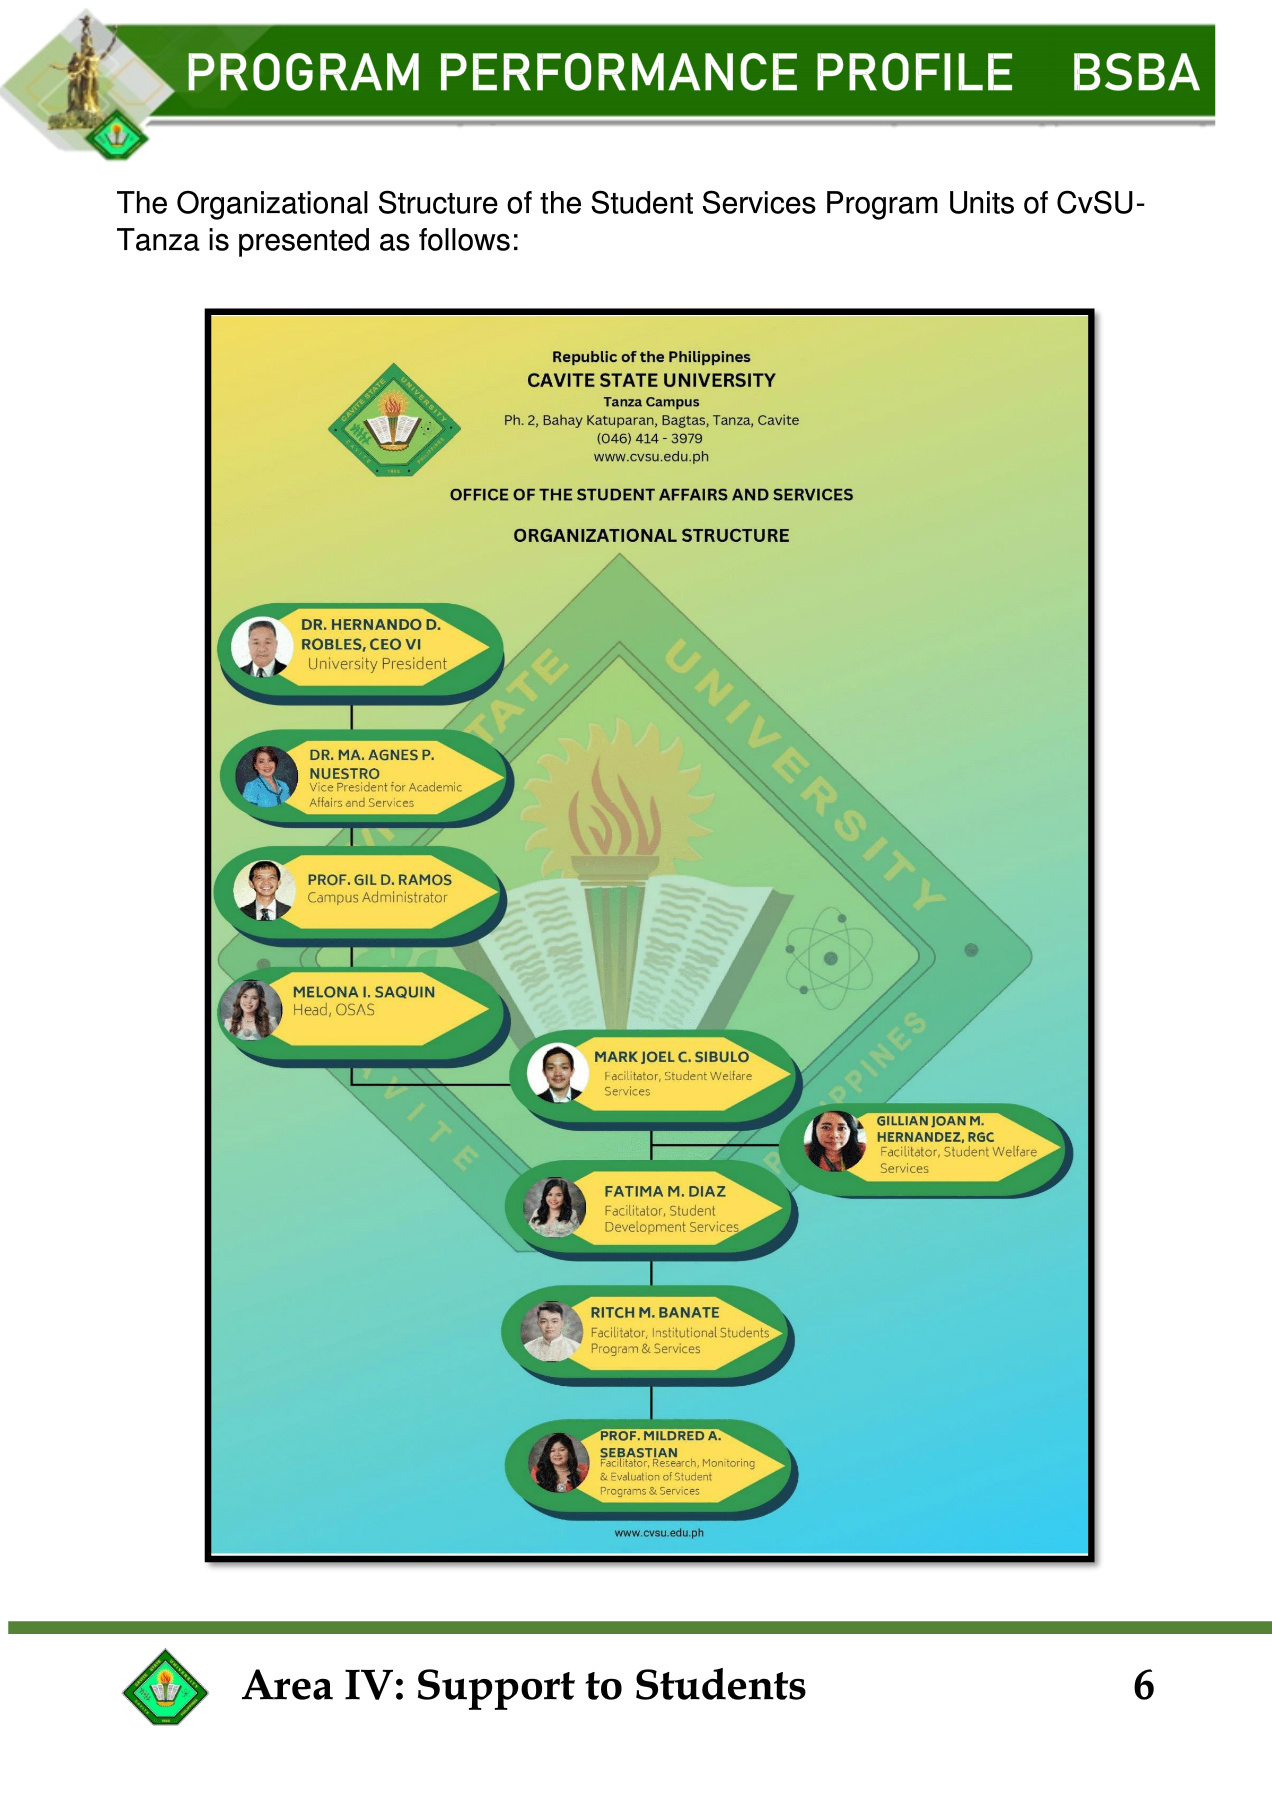 PROGRAM PERFORMANCE PROFILE BSBA
The Organizational Structure of the Student Services Program Units of CvSU-
Tanza is presented as follows:
Republic of the Philippines
CAVITE STATE UNIVERSITY
Tanza Campus
Ph. 2, Bahay Katuparan, Bagtas, Tanza, Cavite
(046) 414 - 3979
www.cvsu.edu.ph
CAVITE STATE UNIVERSITY
CAVITE PHILIPPINES
OFFICE OF THE STUDENT AFFAIRS AND SERVICES
ORGANIZATIONAL STRUCTURE
DR. HERNANDO D.
ROBLES, CEO VI
University President
DR. MA. AGNES P.
NUESTRO
Vice President for Academic
Affairs and Services
PROF. GIL D. RAMOS
Campus Administrator
MELONA I. SAQUIN
Head, OSAS
MARK JOEL C. SIBULO
Facilitator, Student Welfare
Services
GILLIAN JOAN M.
HERNANDEZ, RGC
Facilitator, Student Welfare
Services
FATIMA M. DIAZ
Facilitator, Student
Development Services
RITCH M. BANATE
Facilitator, Institutional Students
Program & Services
PROF. MILDRED A.
SEBASTIAN
Facilitator, Research, Monitoring
& Evaluation of Student
Programs & Services
www.cvsu.edu.ph
Area IV: Support to Students 6